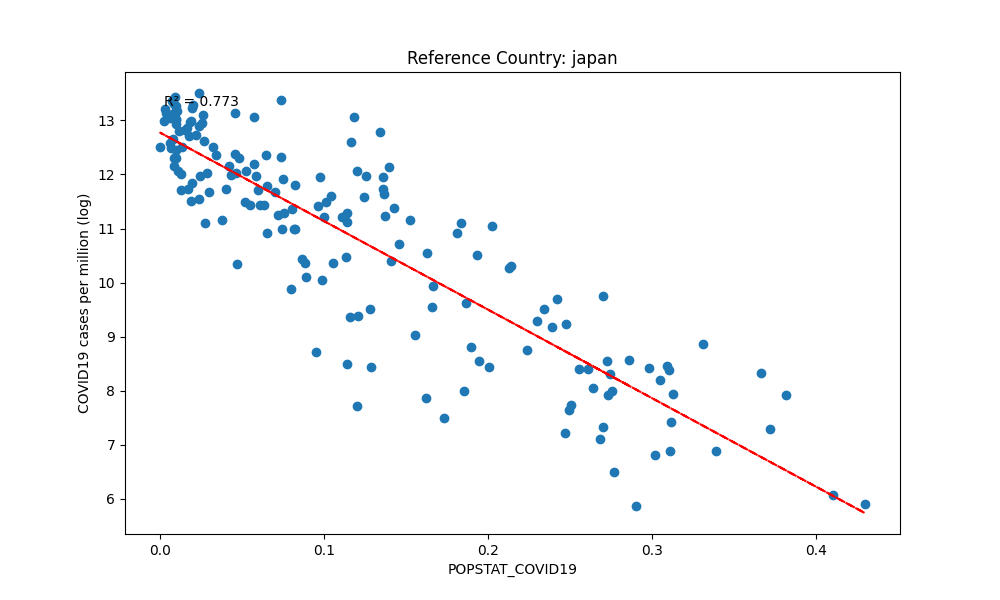 Reference Country: japan
R² = 0.773
COVID19 cases per million (log)
13
12
11
10
9
8
7
6
0.0 0.1 0.2 0.3 0.4
POPSTAT_COVID19